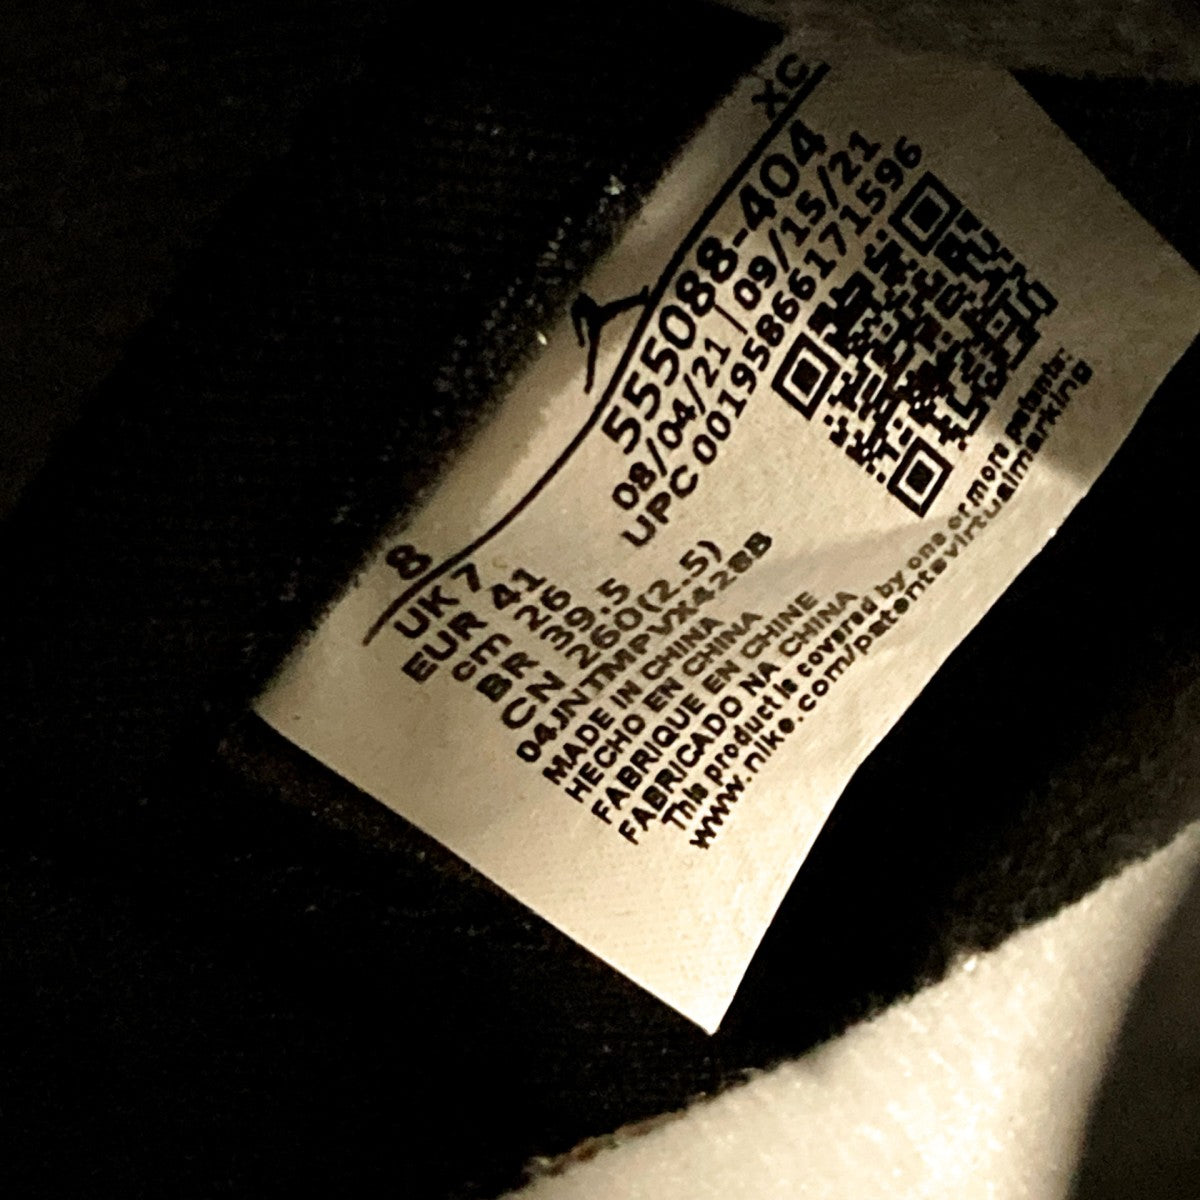 8
XC
UK 7
EUR 41
cm 26
BR 39.5
CN 260(2.5)
D4JNTMPVX428B
MADE IN CHINA
HECHO EN CHINA
FABRIQUE EN CHINE
FABRICADO NA CHINA
This product is covered by one or more patents:
www.nike.com/patentsvirtualmarking
555088-404
08/04/21 | 09/15/21
UPC 00195866171596